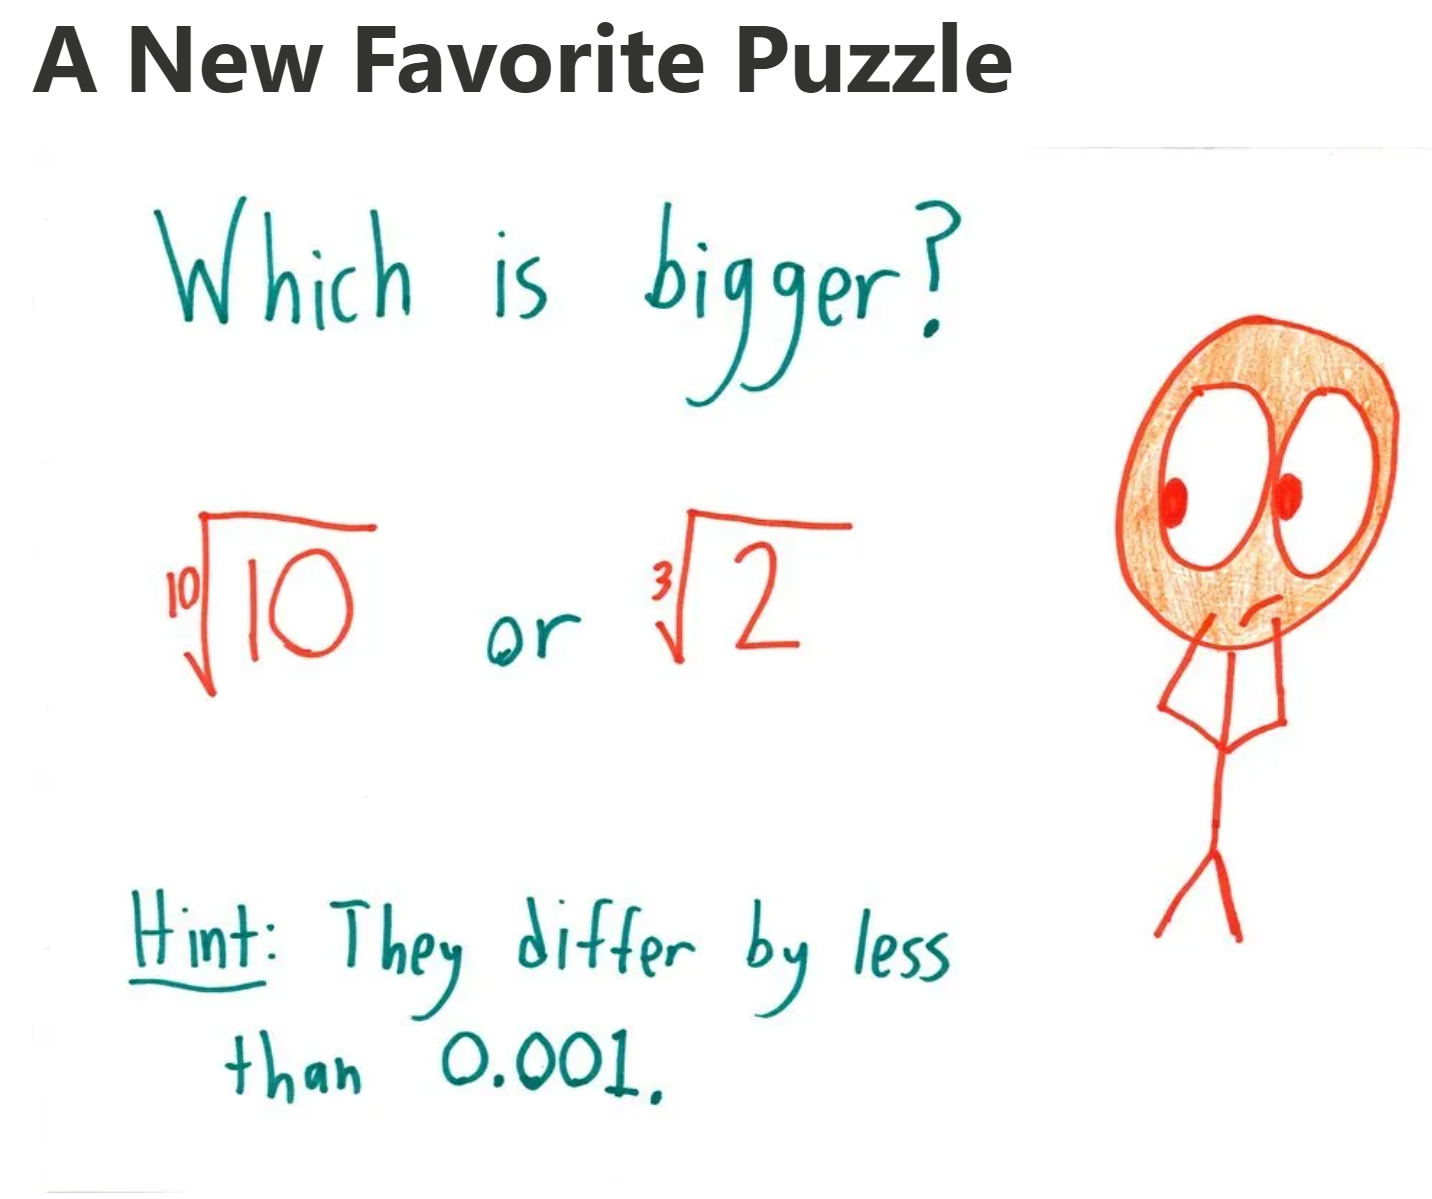 A New Favorite Puzzle
Which is bigger?
¹⁰√10 or ³√2
Hint: They differ by less
than 0.001.